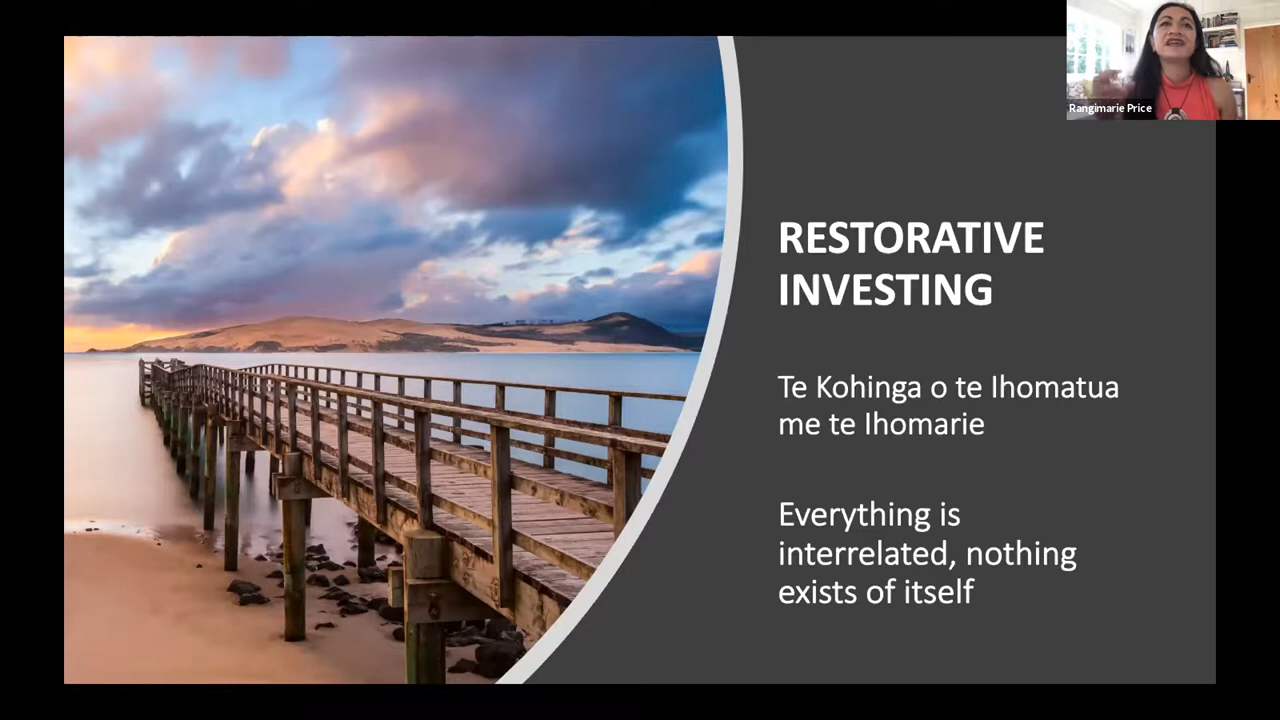 Rangimarie Price
RESTORATIVE
INVESTING
Te Kohinga o te Ihomatua
me te Ihomarie
Everything is
interrelated, nothing
exists of itself